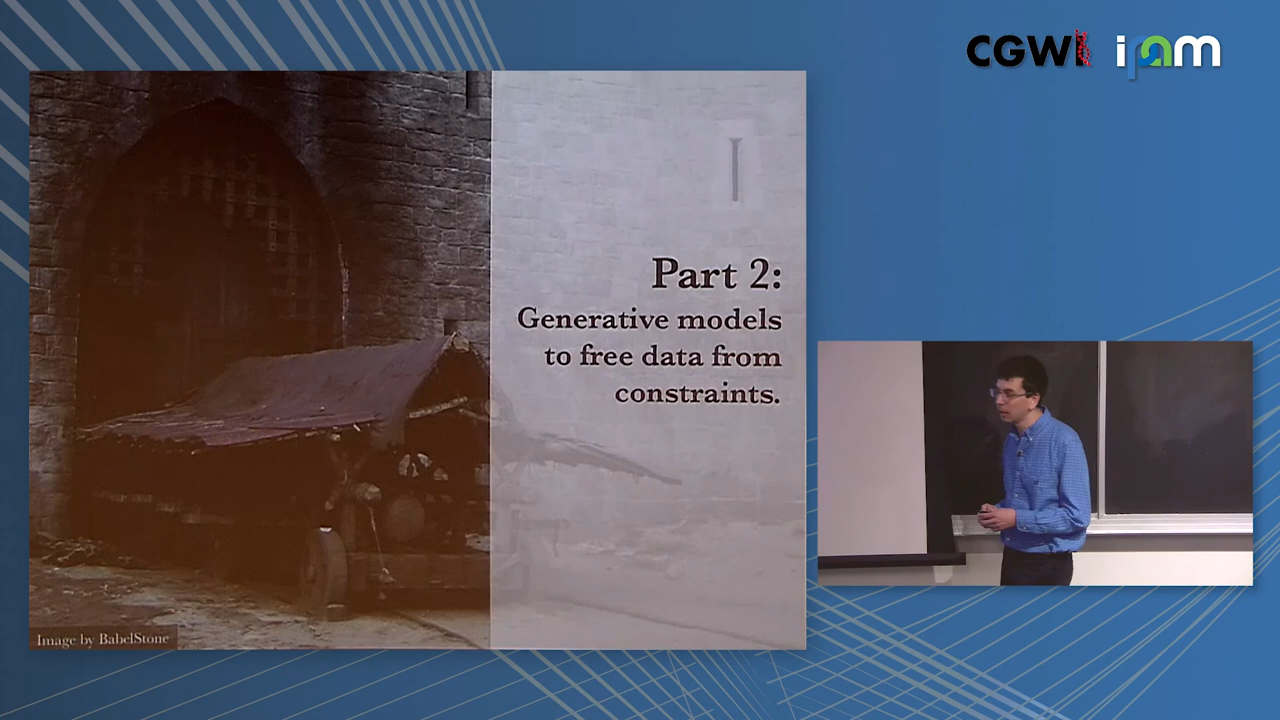 CGWI ipam
Part 2:
Generative models
to free data from
constraints.
Image by BabelStone